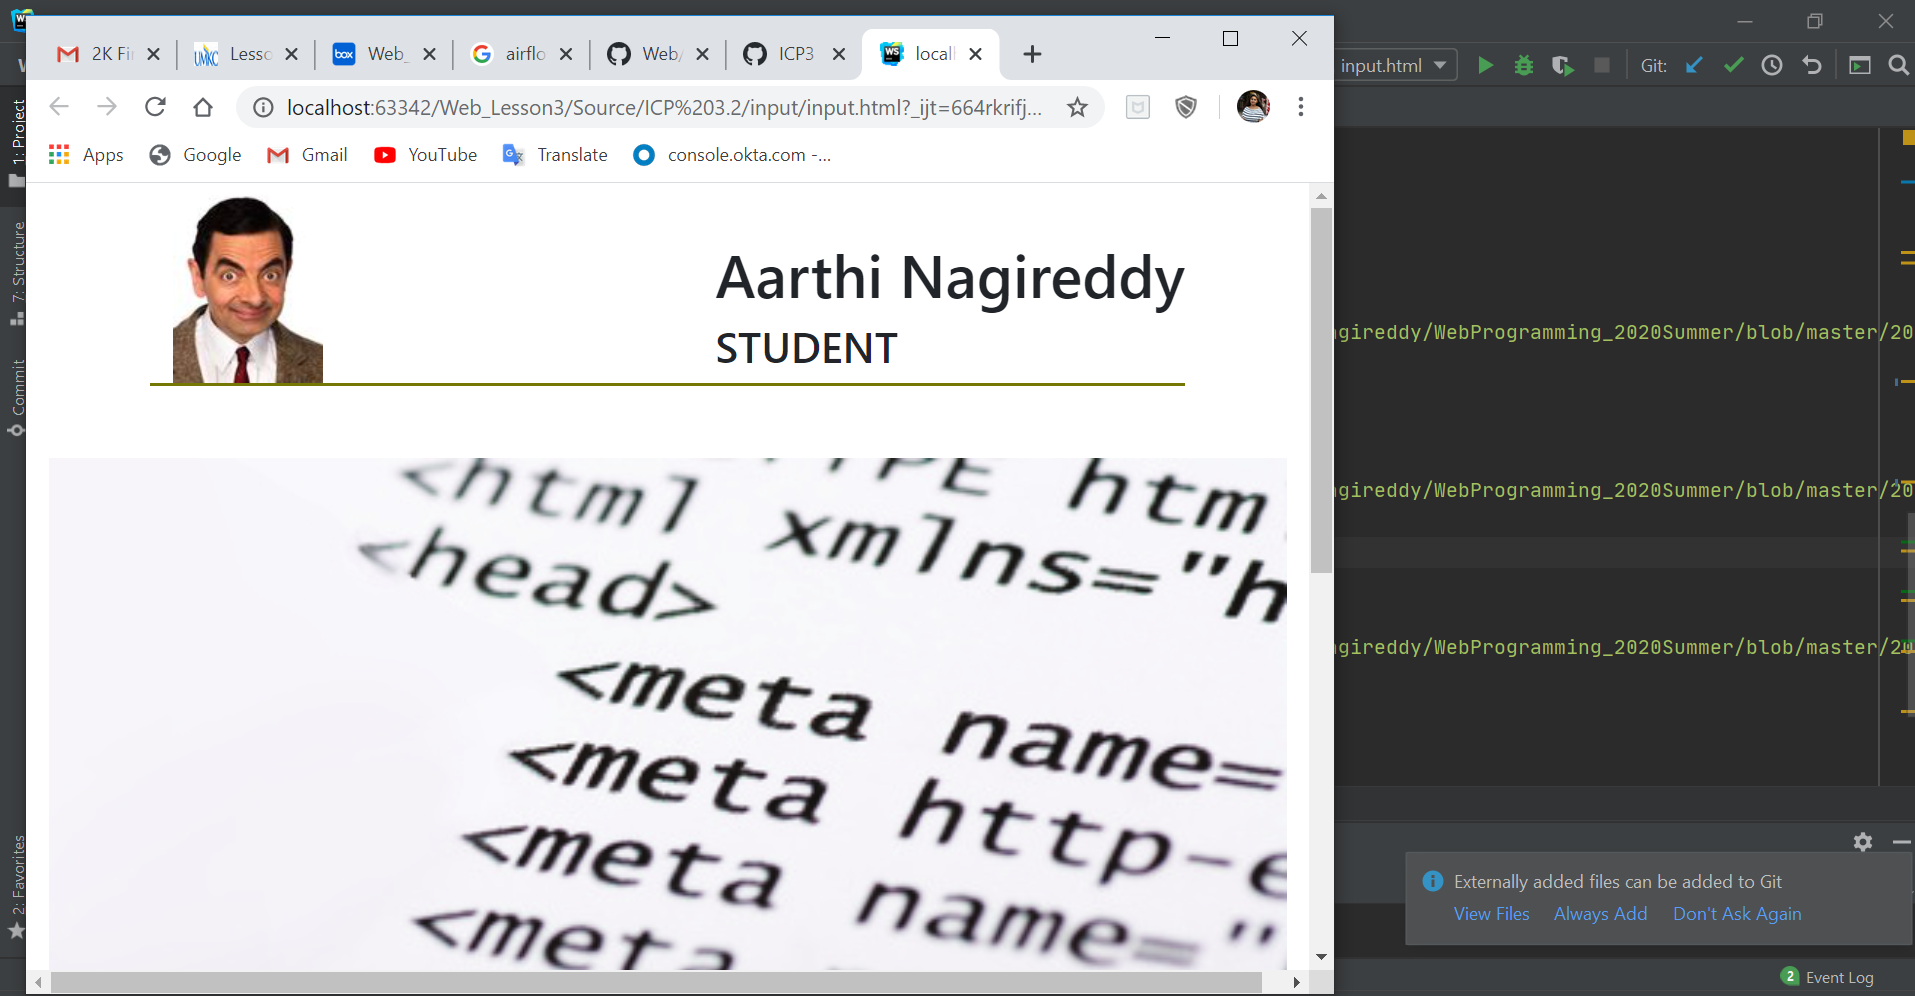 2K Fi
Lesso
Web_
airflo
Web/
ICP3
locall
localhost:63342/Web_Lesson3/Source/ICP%203.2/input/input.html?_ijt=664rkrifj...
Apps
Google
Gmail
YouTube
Translate
console.okta.com -...
input.html
Git:
1: Project
7: Structure
Commit
2: Favorites
Aarthi Nagireddy
STUDENT
TYPE htm
<html xmlns="h
<head>
<meta name=
<meta http-e
<meta name="
<meta
gireddy/WebProgramming_2020Summer/blob/master/20
gireddy/WebProgramming_2020Summer/blob/master/20
gireddy/WebProgramming_2020Summer/blob/master/20
Externally added files can be added to Git
View Files Always Add Don't Ask Again
2 Event Log